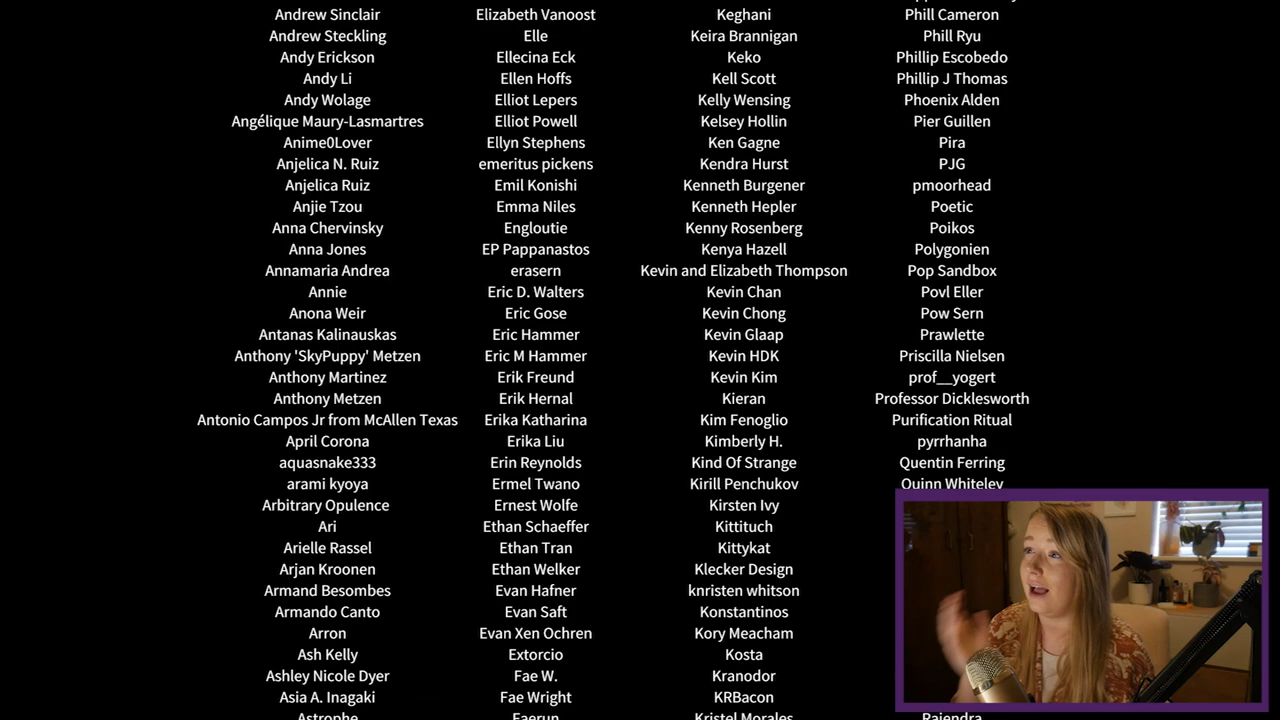 Andrew Sinclair
Andrew Steckling
Andy Erickson
Andy Li
Andy Wolage
Angélique Maury-Lasmartres
Anime0Lover
Anjelica N. Ruiz
Anjelica Ruiz
Anjie Tzou
Anna Chervinsky
Anna Jones
Annamaria Andrea
Annie
Anona Weir
Antanas Kalinauskas
Anthony 'SkyPuppy' Metzen
Anthony Martinez
Anthony Metzen
Antonio Campos Jr from McAllen Texas
April Corona
aquasnake333
arami kyoya
Arbitrary Opulence
Ari
Arielle Rassel
Arjan Kroonen
Armand Besombes
Armando Canto
Arron
Ash Kelly
Ashley Nicole Dyer
Asia A. Inagaki
Astrophe
Elizabeth Vanoost
Elle
Ellecina Eck
Ellen Hoffs
Elliot Lepers
Elliot Powell
Ellyn Stephens
emeritus pickens
Emil Konishi
Emma Niles
Engloutie
EP Pappanastos
erasern
Eric D. Walters
Eric Gose
Eric Hammer
Eric M Hammer
Erik Freund
Erik Hernal
Erika Katharina
Erika Liu
Erin Reynolds
Ermel Twano
Ernest Wolfe
Ethan Schaeffer
Ethan Tran
Ethan Welker
Evan Hafner
Evan Saft
Evan Xen Ochren
Extorcio
Fae W.
Fae Wright
Faerun
Keghani
Keira Brannigan
Keko
Kell Scott
Kelly Wensing
Kelsey Hollin
Ken Gagne
Kendra Hurst
Kenneth Burgener
Kenneth Hepler
Kenny Rosenberg
Kenya Hazell
Kevin and Elizabeth Thompson
Kevin Chan
Kevin Chong
Kevin Glaap
Kevin HDK
Kevin Kim
Kieran
Kim Fenoglio
Kimberly H.
Kind Of Strange
Kirill Penchukov
Kirsten Ivy
Kittituch
Kittykat
Klecker Design
knristen whitson
Konstantinos
Kory Meacham
Kosta
Kranodor
KRBacon
Kristel Morales
Phill Cameron
Phill Ryu
Phillip Escobedo
Phillip J Thomas
Phoenix Alden
Pier Guillen
Pira
PJG
pmoorhead
Poetic
Poikos
Polygonien
Pop Sandbox
Povl Eller
Pow Sern
Prawlette
Priscilla Nielsen
prof__yogert
Professor Dicklesworth
Purification Ritual
pyrrhanha
Quentin Ferring
Quinn Whiteley
Rajendra